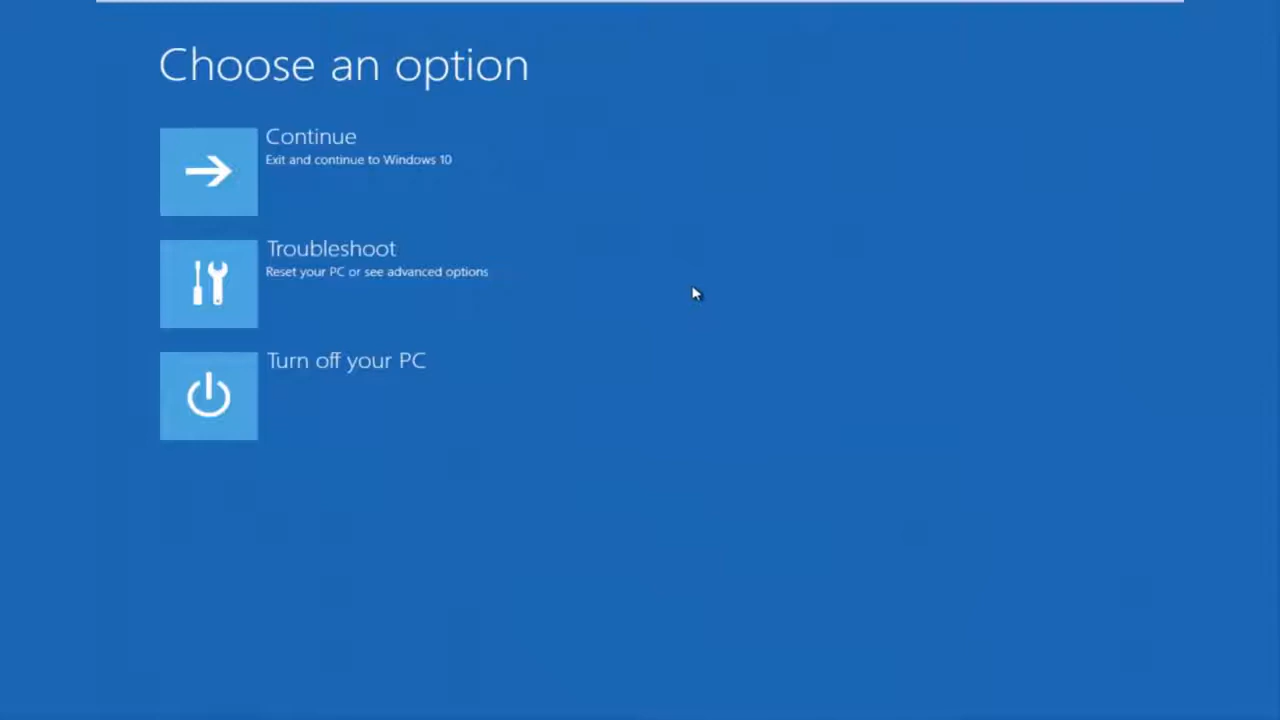 Choose an option
Continue
Exit and continue to Windows 10
Troubleshoot
Reset your PC or see advanced options
Turn off your PC